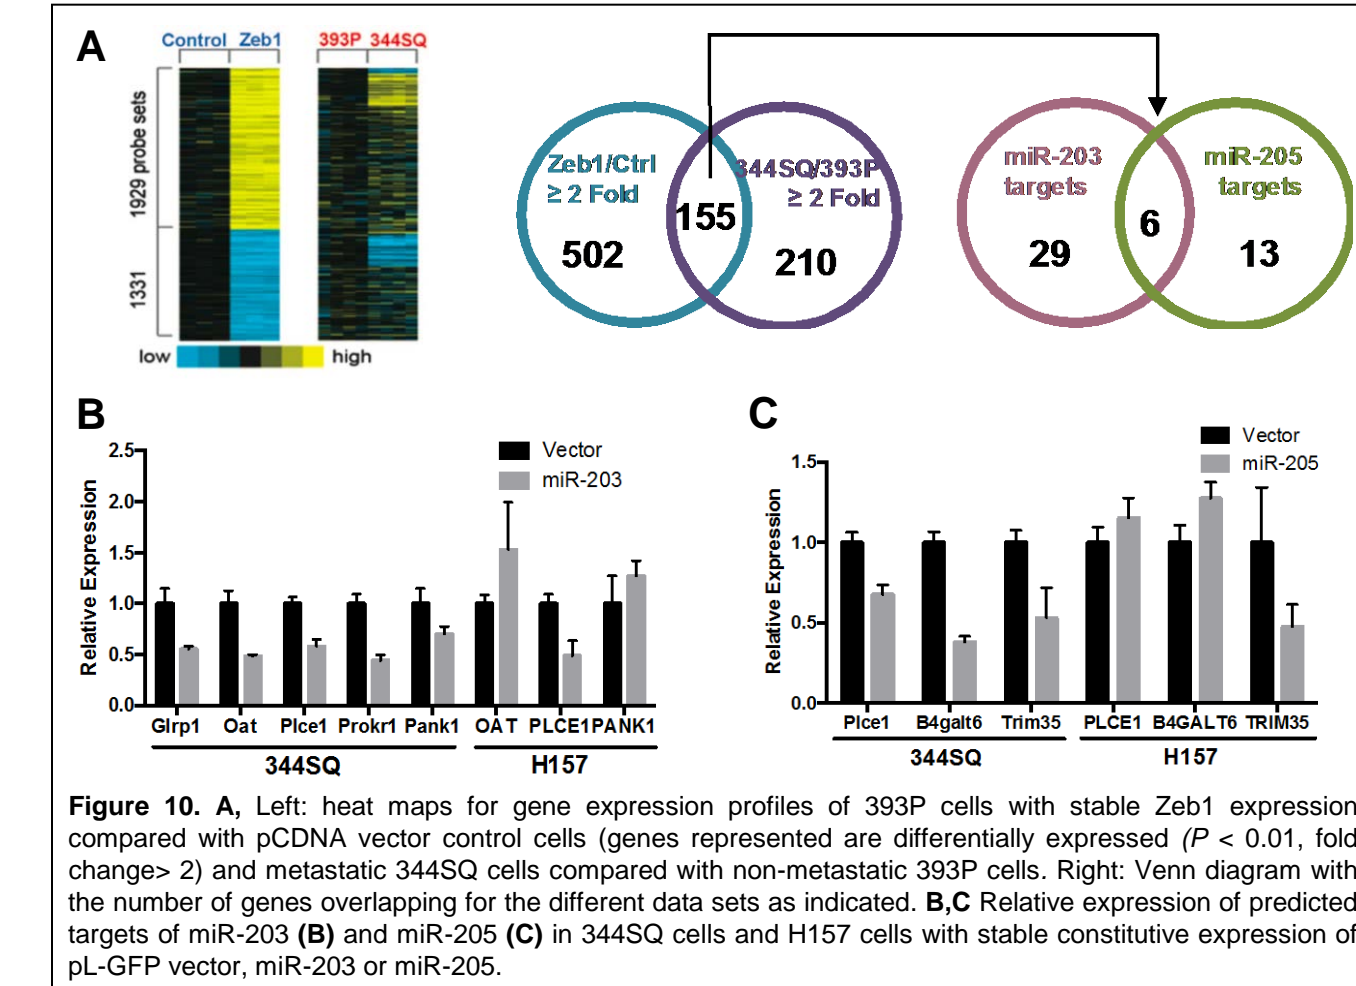 A
Control Zeb1
393P 344SQ
1929 probe sets
1331
low
high
Zeb1/Ctrl
≥ 2 Fold
502
155
344SQ/393P
≥ 2 Fold
210
miR-203
targets
29
6
miR-205
targets
13
B
Vector
miR-203
Relative Expression
2.5
2.0
1.5
1.0
0.5
0.0
Glrp1 Oat Plce1 Prokr1 Pank1 OAT PLCE1 PANK1
344SQ H157
C
Vector
miR-205
Relative Expression
1.5
1.0
0.5
0.0
Plce1 B4galt6 Trim35 PLCE1 B4GALT6 TRIM35
344SQ H157
Figure 10. A, Left: heat maps for gene expression profiles of 393P cells with stable Zeb1 expression
compared with pCDNA vector control cells (genes represented are differentially expressed (P < 0.01, fold
change> 2) and metastatic 344SQ cells compared with non-metastatic 393P cells. Right: Venn diagram with
the number of genes overlapping for the different data sets as indicated. B,C Relative expression of predicted
targets of miR-203 (B) and miR-205 (C) in 344SQ cells and H157 cells with stable constitutive expression of
pL-GFP vector, miR-203 or miR-205.